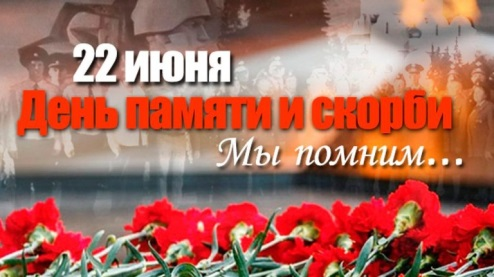 22 июня
День памяти и скорби
Мы помним...